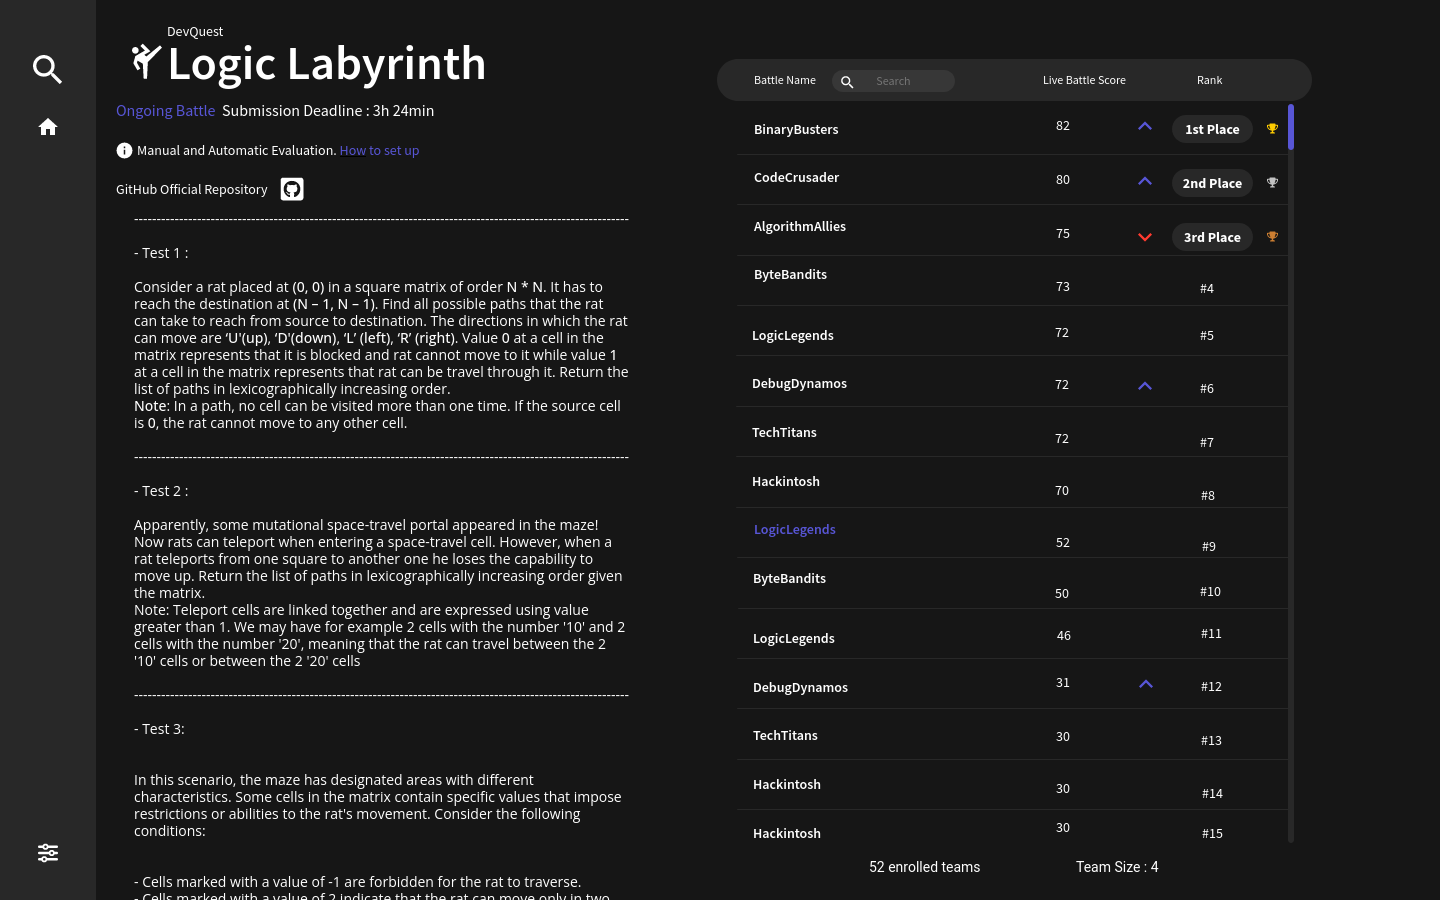 DevQuest
Logic Labyrinth
Ongoing Battle Submission Deadline : 3h 24min
Manual and Automatic Evaluation. How to set up
GitHub Official Repository
---------------------------------------------------------------------------------------------------------------
- Test 1 :
Consider a rat placed at (0, 0) in a square matrix of order N * N. It has to
reach the destination at (N – 1, N – 1). Find all possible paths that the rat
can take to reach from source to destination. The directions in which the rat
can move are ‘U'(up), ‘D'(down), ‘L’ (left), ‘R’ (right). Value 0 at a cell in the
matrix represents that it is blocked and rat cannot move to it while value 1
at a cell in the matrix represents that rat can be travel through it. Return the
list of paths in lexicographically increasing order.
Note: In a path, no cell can be visited more than one time. If the source cell
is 0, the rat cannot move to any other cell.
---------------------------------------------------------------------------------------------------------------
- Test 2 :
Apparently, some mutational space-travel portal appeared in the maze!
Now rats can teleport when entering a space-travel cell. However, when a
rat teleports from one square to another one he loses the capability to
move up. Return the list of paths in lexicographically increasing order given
the matrix.
Note: Teleport cells are linked together and are expressed using value
greater than 1. We may have for example 2 cells with the number '10' and 2
cells with the number '20', meaning that the rat can travel between the 2
'10' cells or between the 2 '20' cells
---------------------------------------------------------------------------------------------------------------
- Test 3:
In this scenario, the maze has designated areas with different
characteristics. Some cells in the matrix contain specific values that impose
restrictions or abilities to the rat's movement. Consider the following
conditions:
- Cells marked with a value of -1 are forbidden for the rat to traverse.
- Cells marked with a value of 2 indicate that the rat can move only in two
Battle Name Search Live Battle Score Rank
BinaryBusters 82 1st Place
CodeCrusader 80 2nd Place
AlgorithmAllies 75 3rd Place
ByteBandits 73 #4
LogicLegends 72 #5
DebugDynamos 72 #6
TechTitans 72 #7
Hackintosh 70 #8
LogicLegends 52 #9
ByteBandits 50 #10
LogicLegends 46 #11
DebugDynamos 31 #12
TechTitans 30 #13
Hackintosh 30 #14
Hackintosh 30 #15
52 enrolled teams Team Size : 4